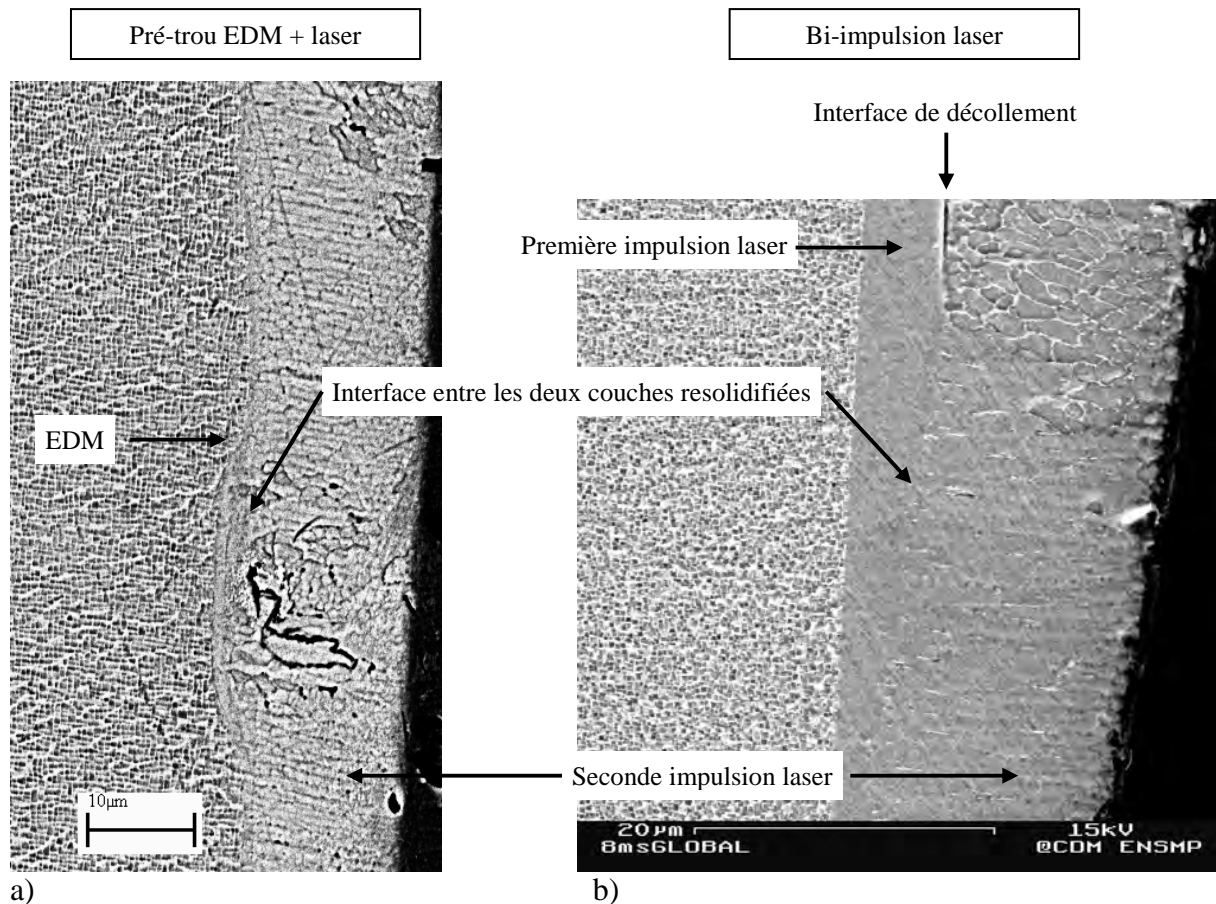 Pré-trou EDM + laser
Bi-impulsion laser
Interface de décollement
Première impulsion laser
Interface entre les deux couches resolidifiées
EDM
Seconde impulsion laser
10µm
20µm 15kV
8msGLOBAL @CDM ENSMP
a)
b)